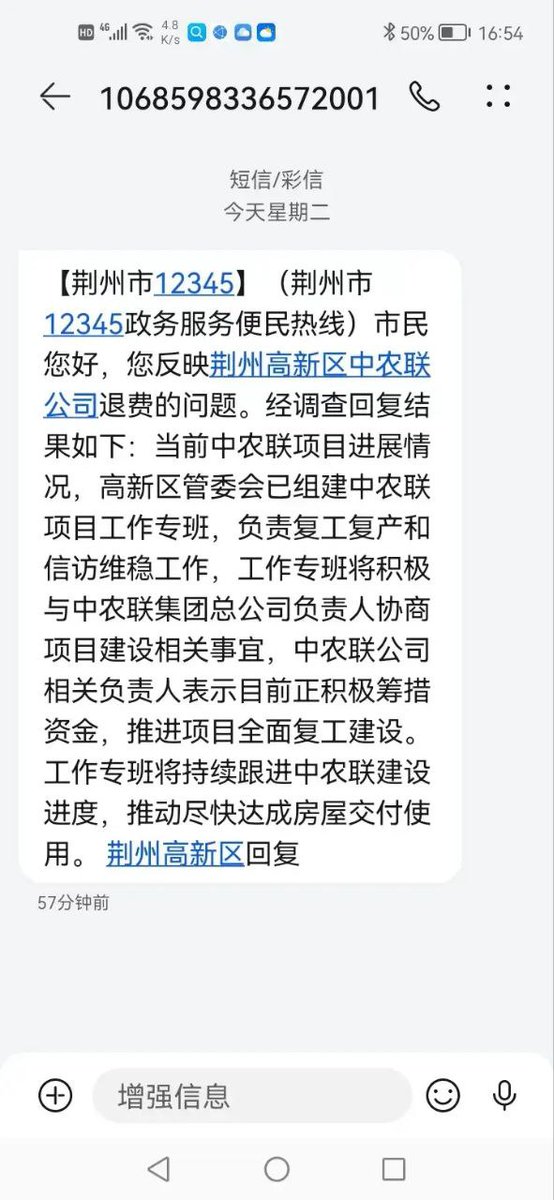 HD 4G 4.8 K/s 50% 16:54
1068598336572001
短信/彩信
今天星期二
【荆州市12345】（荆州市
12345政务服务便民热线）市民
您好，您反映荆州高新区中农联
公司退费的问题。经调查回复结
果如下：当前中农联项目进展情
况，高新区管委会已组建中农联
项目工作专班，负责复工复产和
信访维稳工作，工作专班将积极
与中农联集团总公司负责人协商
项目建设相关事宜，中农联公司
相关负责人表示目前正积极筹措
资金，推进项目全面复工建设。
工作专班将持续跟进中农联建设
进度，推动尽快达成房屋交付使
用。 荆州高新区回复
57分钟前
增强信息